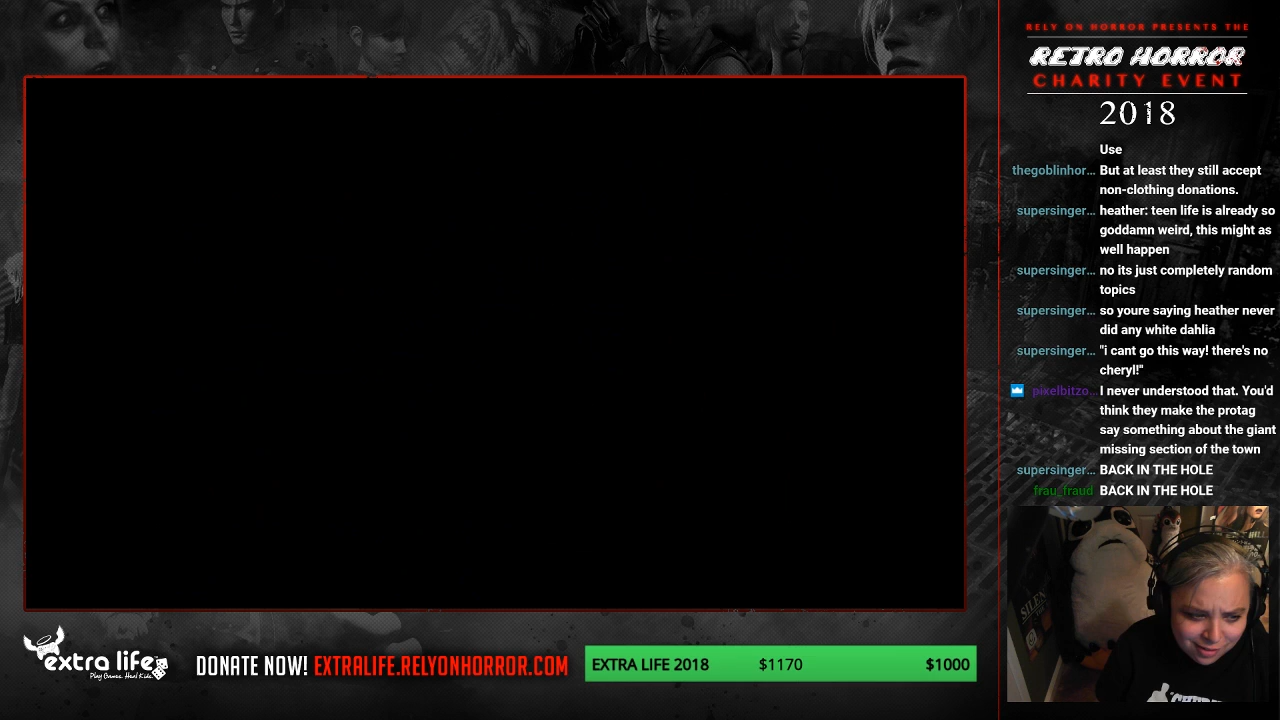 RELY ON HORROR PRESENTS THE
RETRO HORROR
CHARITY EVENT
2018
Use
thegoblinhor... But at least they still accept
non-clothing donations.
supersinger... heather: teen life is already so
goddamn weird, this might as
well happen
supersinger... no its just completely random
topics
supersinger... so youre saying heather never
did any white dahlia
supersinger... "i cant go this way! there's no
cheryl!"
pixelbitzo... I never understood that. You'd
think they make the protag
say something about the giant
missing section of the town
supersinger... BACK IN THE HOLE
frau_fraud BACK IN THE HOLE
extra life
Play Games. Heal Kids.
DONATE NOW! EXTRALIFE.RELYONHORROR.COM
EXTRA LIFE 2018 $1170 $1000